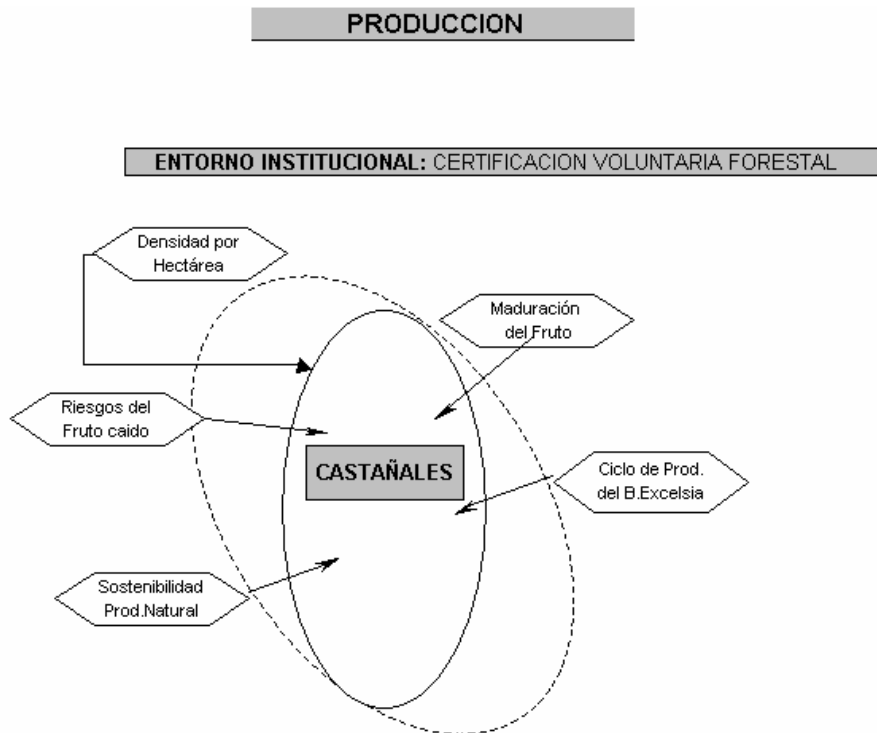 PRODUCCION
ENTORNO INSTITUCIONAL: CERTIFICACION VOLUNTARIA FORESTAL
Densidad por
Hectárea
Maduración
del Fruto
Riesgos del
Fruto caido
CASTAÑALES
Ciclo de Prod.
del B.Excelsia
Sostenibilidad
Prod.Natural